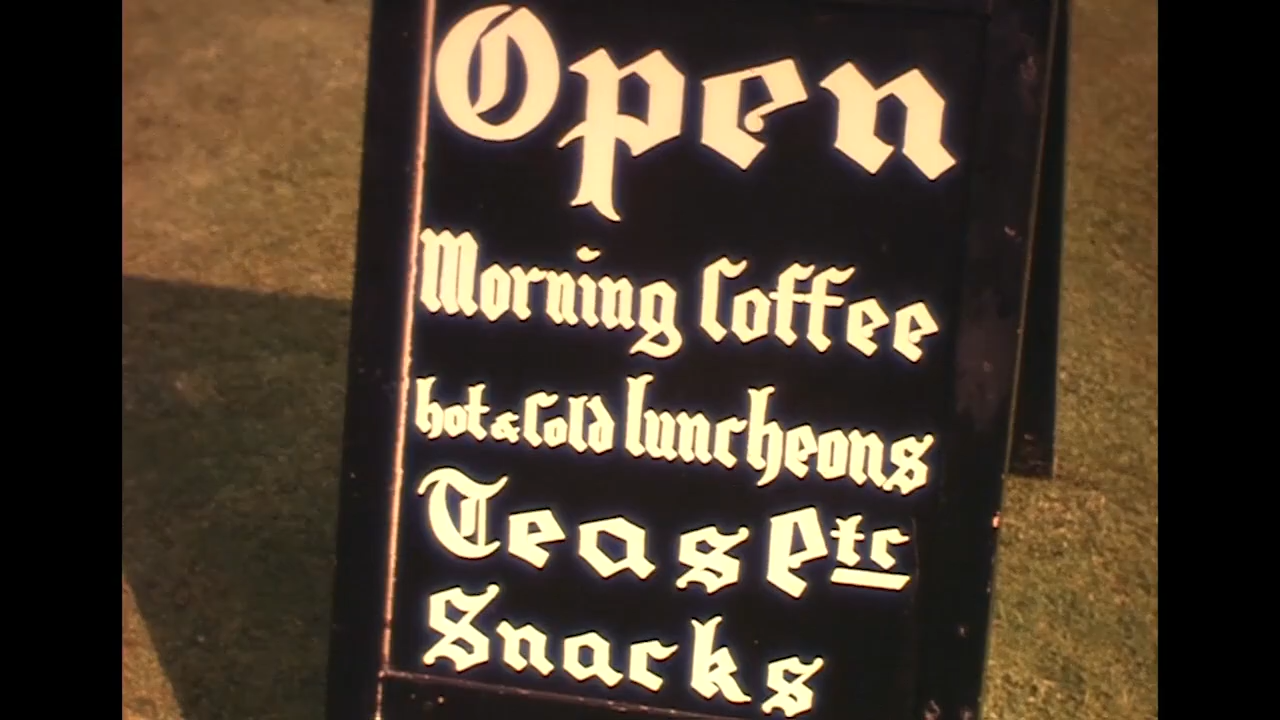 Open
Morning Coffee
hot & Cold luncheons
Teas Etc
Snacks